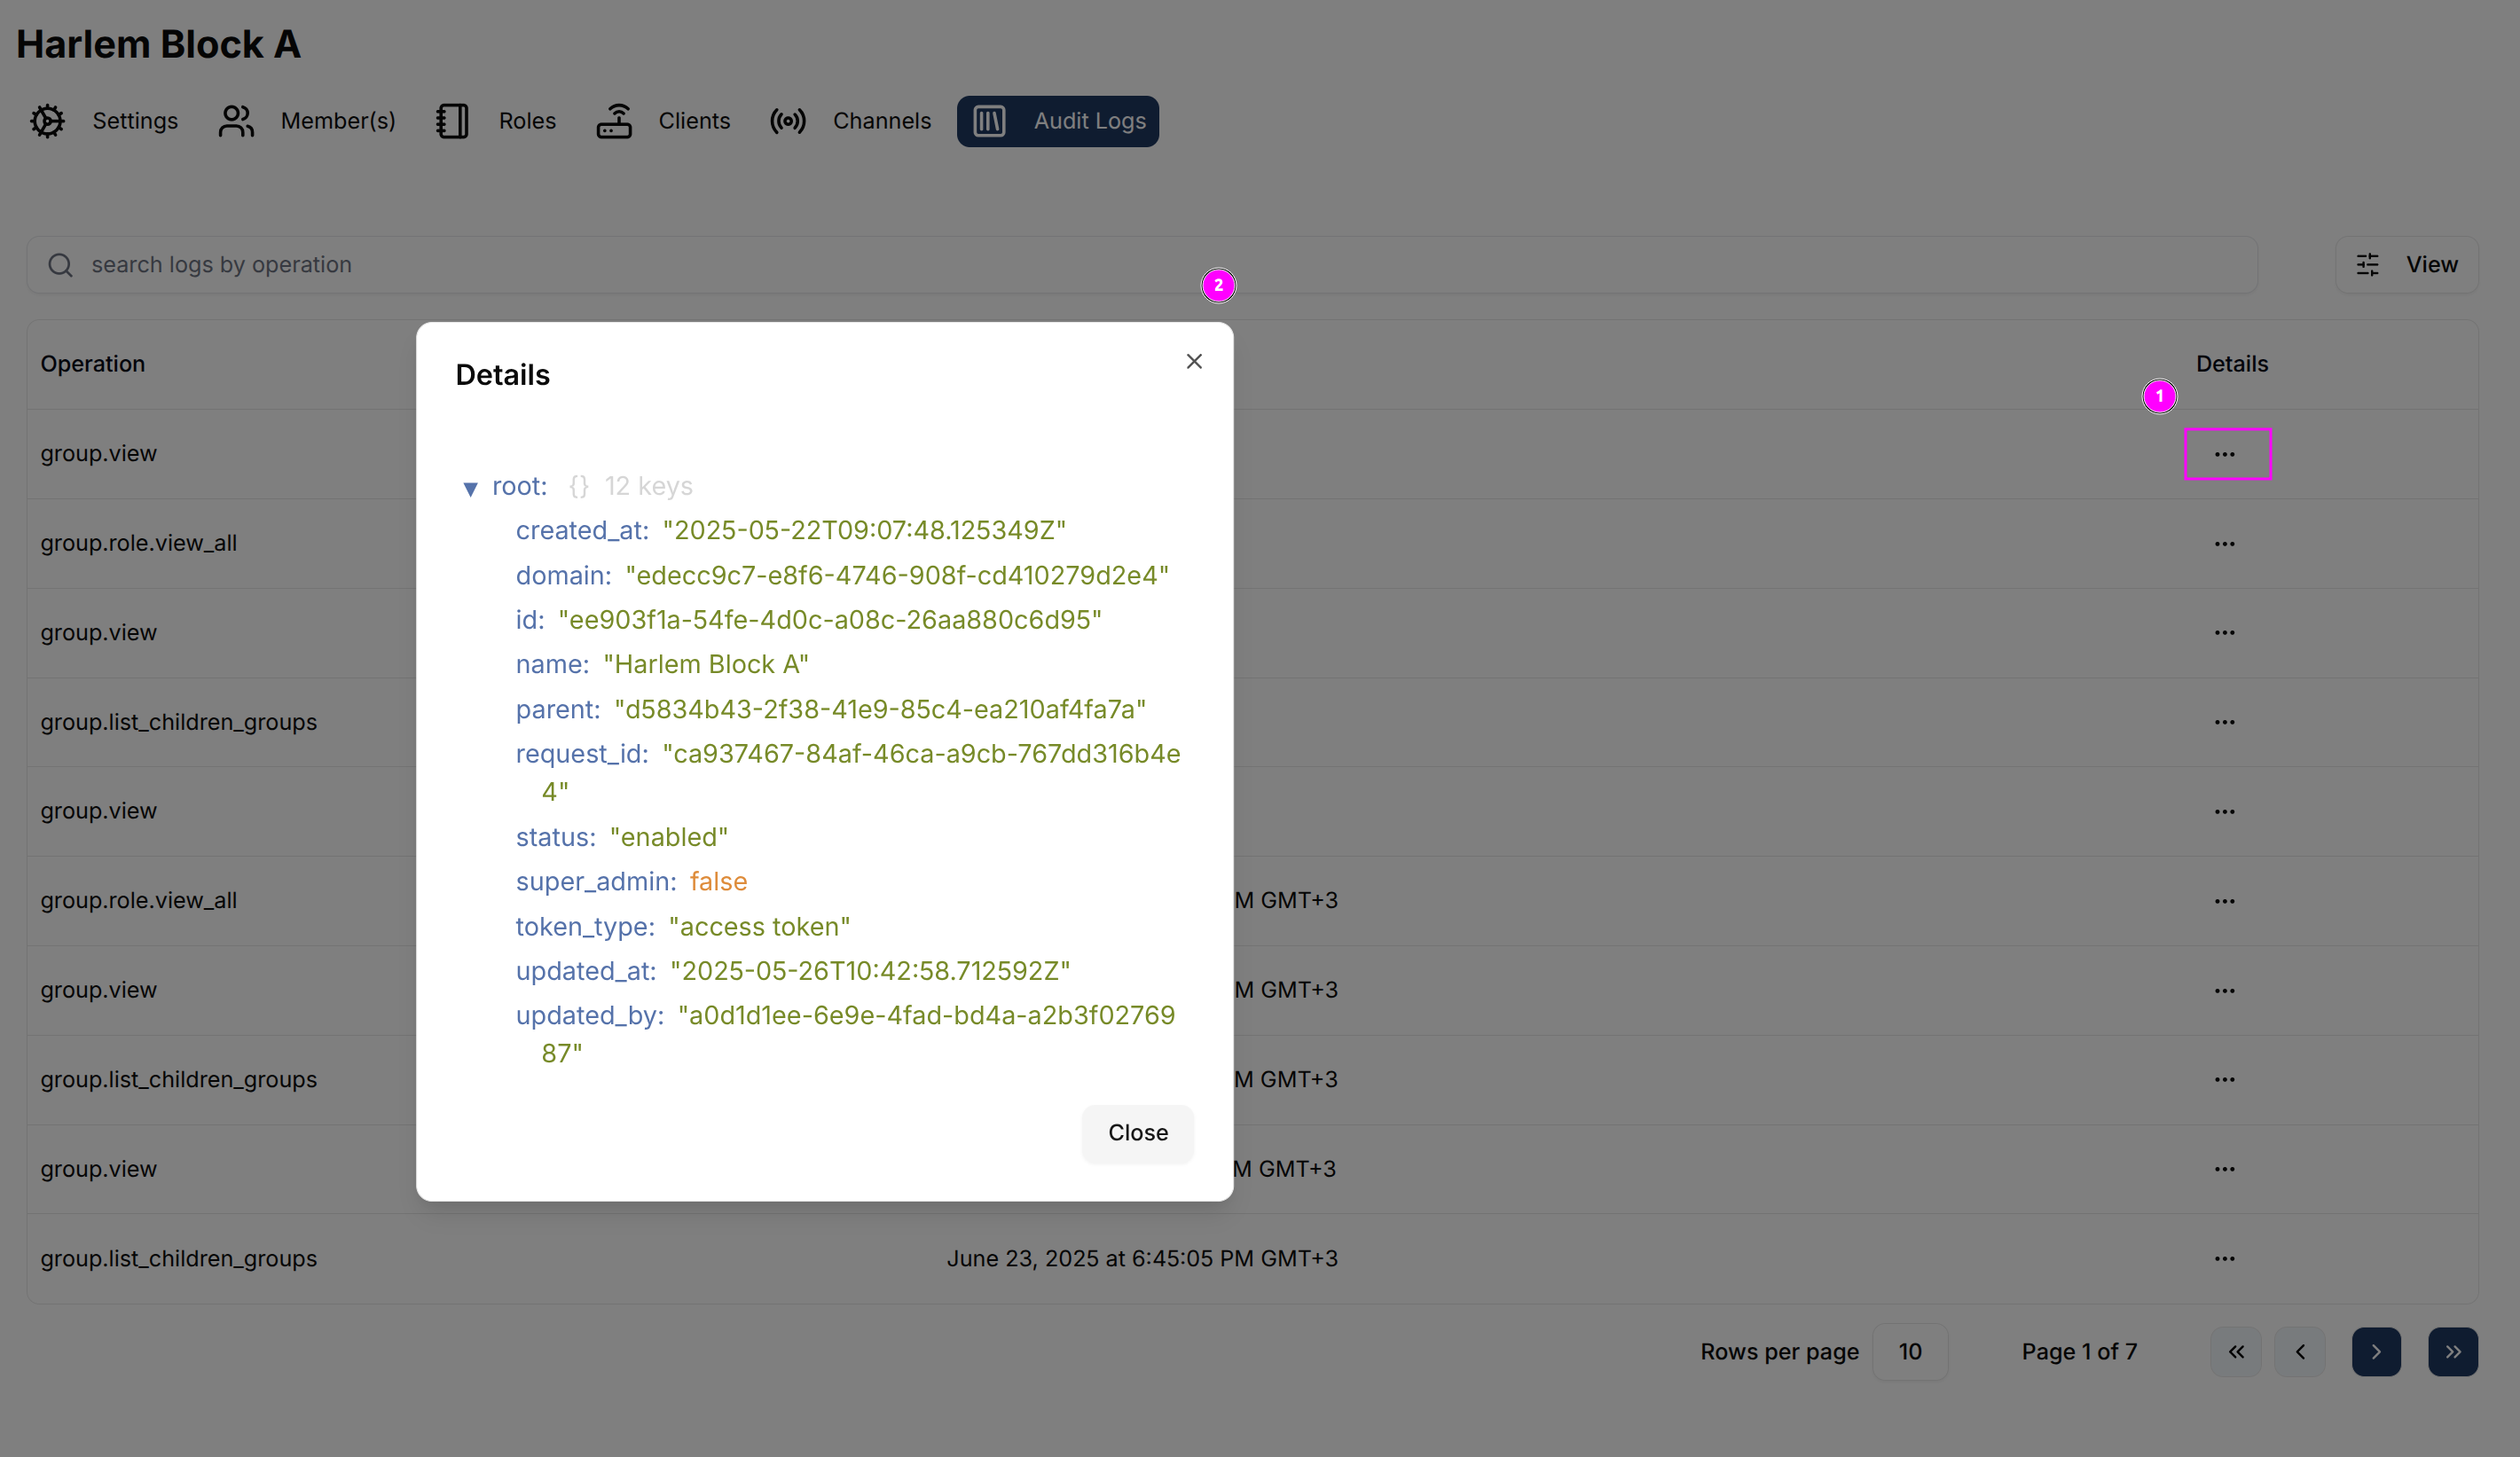 Harlem Block A
Settings Member(s) Roles Clients Channels Audit Logs
search logs by operation
View
2
Operation
Details
1
group.view
group.role.view_all
group.view
group.list_children_groups
group.view
group.role.view_all M GMT+3
group.view M GMT+3
group.list_children_groups M GMT+3
group.view M GMT+3
group.list_children_groups June 23, 2025 at 6:45:05 PM GMT+3
Details
root: {} 12 keys
created_at: "2025-05-22T09:07:48.125349Z"
domain: "edecc9c7-e8f6-4746-908f-cd410279d2e4"
id: "ee903f1a-54fe-4d0c-a08c-26aa880c6d95"
name: "Harlem Block A"
parent: "d5834b43-2f38-41e9-85c4-ea210af4fa7a"
request_id: "ca937467-84af-46ca-a9cb-767dd316b4e
4"
status: "enabled"
super_admin: false
token_type: "access token"
updated_at: "2025-05-26T10:42:58.712592Z"
updated_by: "a0d1d1ee-6e9e-4fad-bd4a-a2b3f02769
87"
Close
Rows per page 10 Page 1 of 7